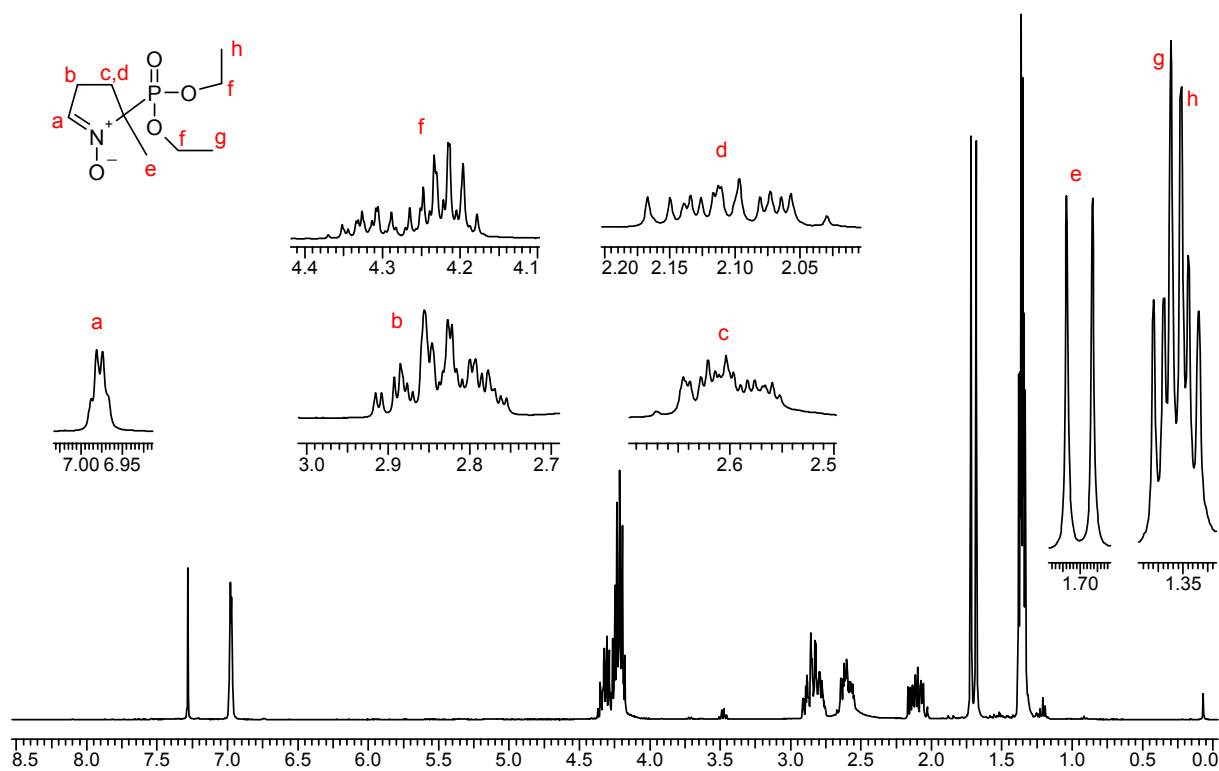 h
O
b
c,d
P
O
f
a
N
+
O
f
g
O
−
e
f
4.4
4.3
4.2
4.1
d
2.20
2.15
2.10
2.05
g
h
e
1.70
1.35
a
7.00
6.95
b
3.0
2.9
2.8
2.7
c
2.6
2.5
8.5
8.0
7.5
7.0
6.5
6.0
5.5
5.0
4.5
4.0
3.5
3.0
2.5
2.0
1.5
1.0
0.5
0.0